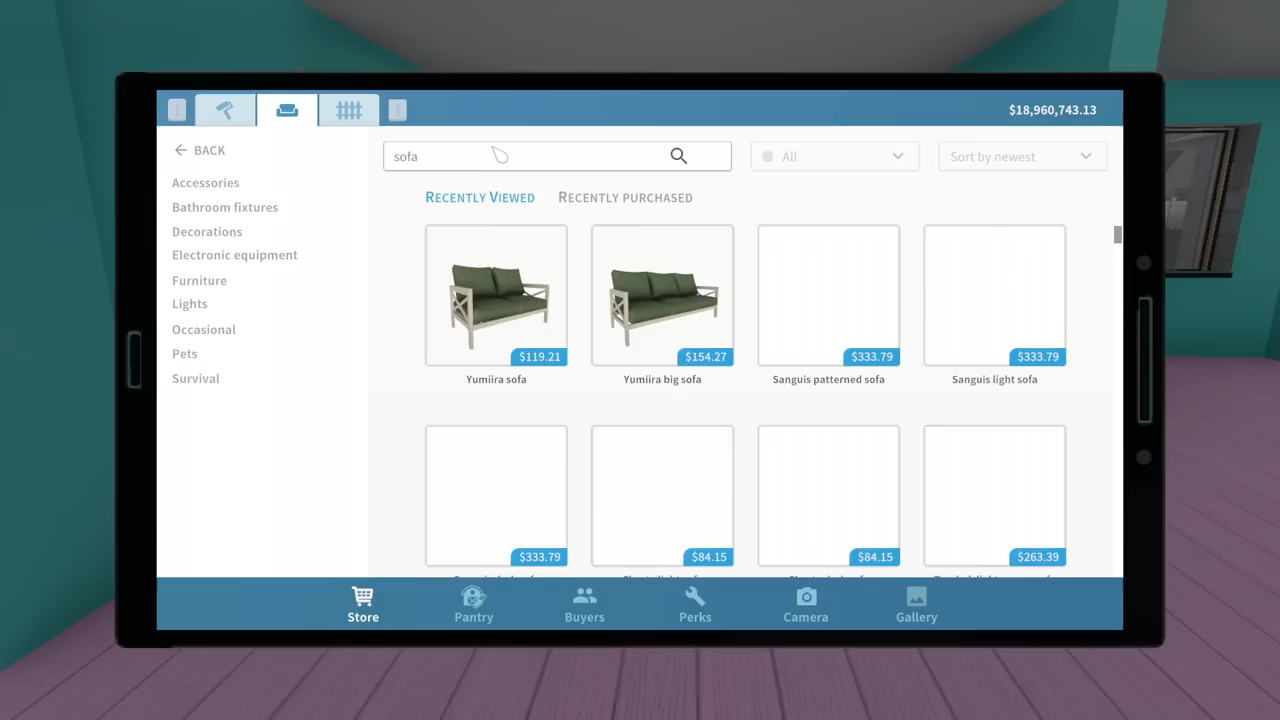 $18,960,743.13
BACK
Accessories
Bathroom fixtures
Decorations
Electronic equipment
Furniture
Lights
Occasional
Pets
Survival
sofa
All
Sort by newest
RECENTLY VIEWED
RECENTLY PURCHASED
$119.21
$154.27
$333.79
$333.79
Yumiira sofa
Yumiira big sofa
Sanguis patterned sofa
Sanguis light sofa
$333.79
$84.15
$84.15
$263.39
Store
Pantry
Buyers
Perks
Camera
Gallery